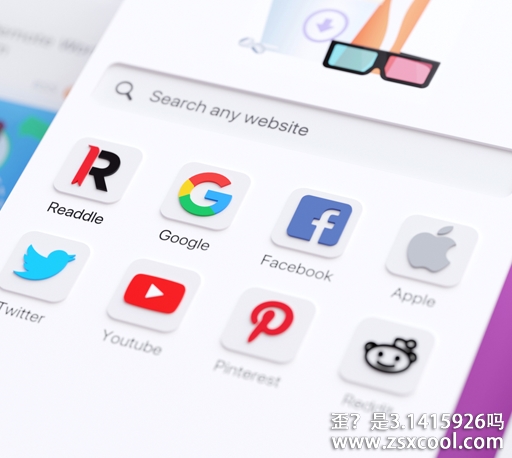 Search any website
Readdle
Google
Facebook
Apple
Twitter
Youtube
Pinterest
Reddit
歪？是3.1415926吗
www.zsxcool.com